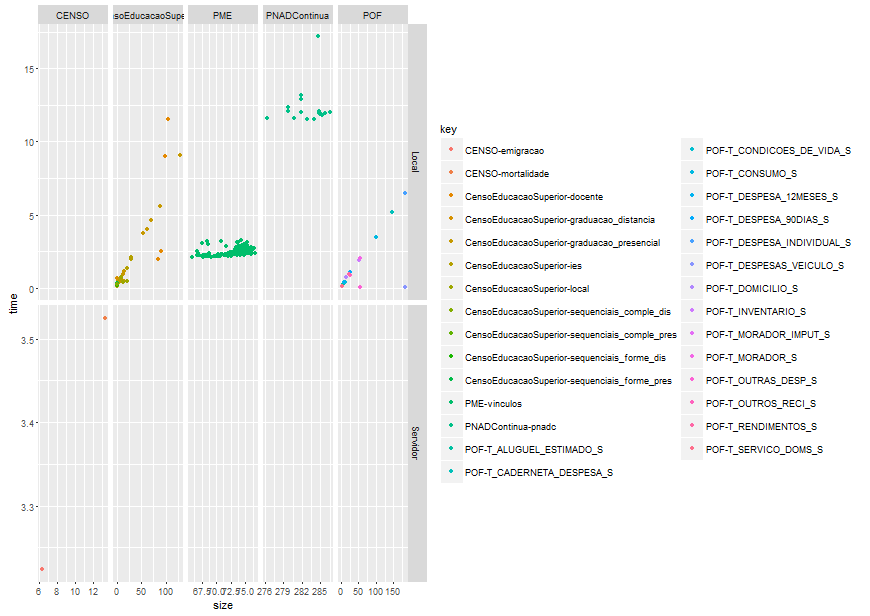 CENSO
soEducacaoSupe
PME
PNADContinua
POF
15
10
5
0
Local
3.5
3.4
3.3
Servidor
time
6 8 10 12
0 50 100
67.5 70.0 72.5 75.0
276 279 282 285
0 50 100 150
size
key
CENSO-emigracao
CENSO-mortalidade
CensoEducacaoSuperior-docente
CensoEducacaoSuperior-graduacao_distancia
CensoEducacaoSuperior-graduacao_presencial
CensoEducacaoSuperior-ies
CensoEducacaoSuperior-local
CensoEducacaoSuperior-sequenciais_comple_dis
CensoEducacaoSuperior-sequenciais_comple_pres
CensoEducacaoSuperior-sequenciais_forme_dis
CensoEducacaoSuperior-sequenciais_forme_pres
PME-vinculos
PNADContinua-pnadc
POF-T_ALUGUEL_ESTIMADO_S
POF-T_CADERNETA_DESPESA_S
POF-T_CONDICOES_DE_VIDA_S
POF-T_CONSUMO_S
POF-T_DESPESA_12MESES_S
POF-T_DESPESA_90DIAS_S
POF-T_DESPESA_INDIVIDUAL_S
POF-T_DESPESAS_VEICULO_S
POF-T_DOMICILIO_S
POF-T_INVENTARIO_S
POF-T_MORADOR_IMPUT_S
POF-T_MORADOR_S
POF-T_OUTRAS_DESP_S
POF-T_OUTROS_RECI_S
POF-T_RENDIMENTOS_S
POF-T_SERVICO_DOMS_S